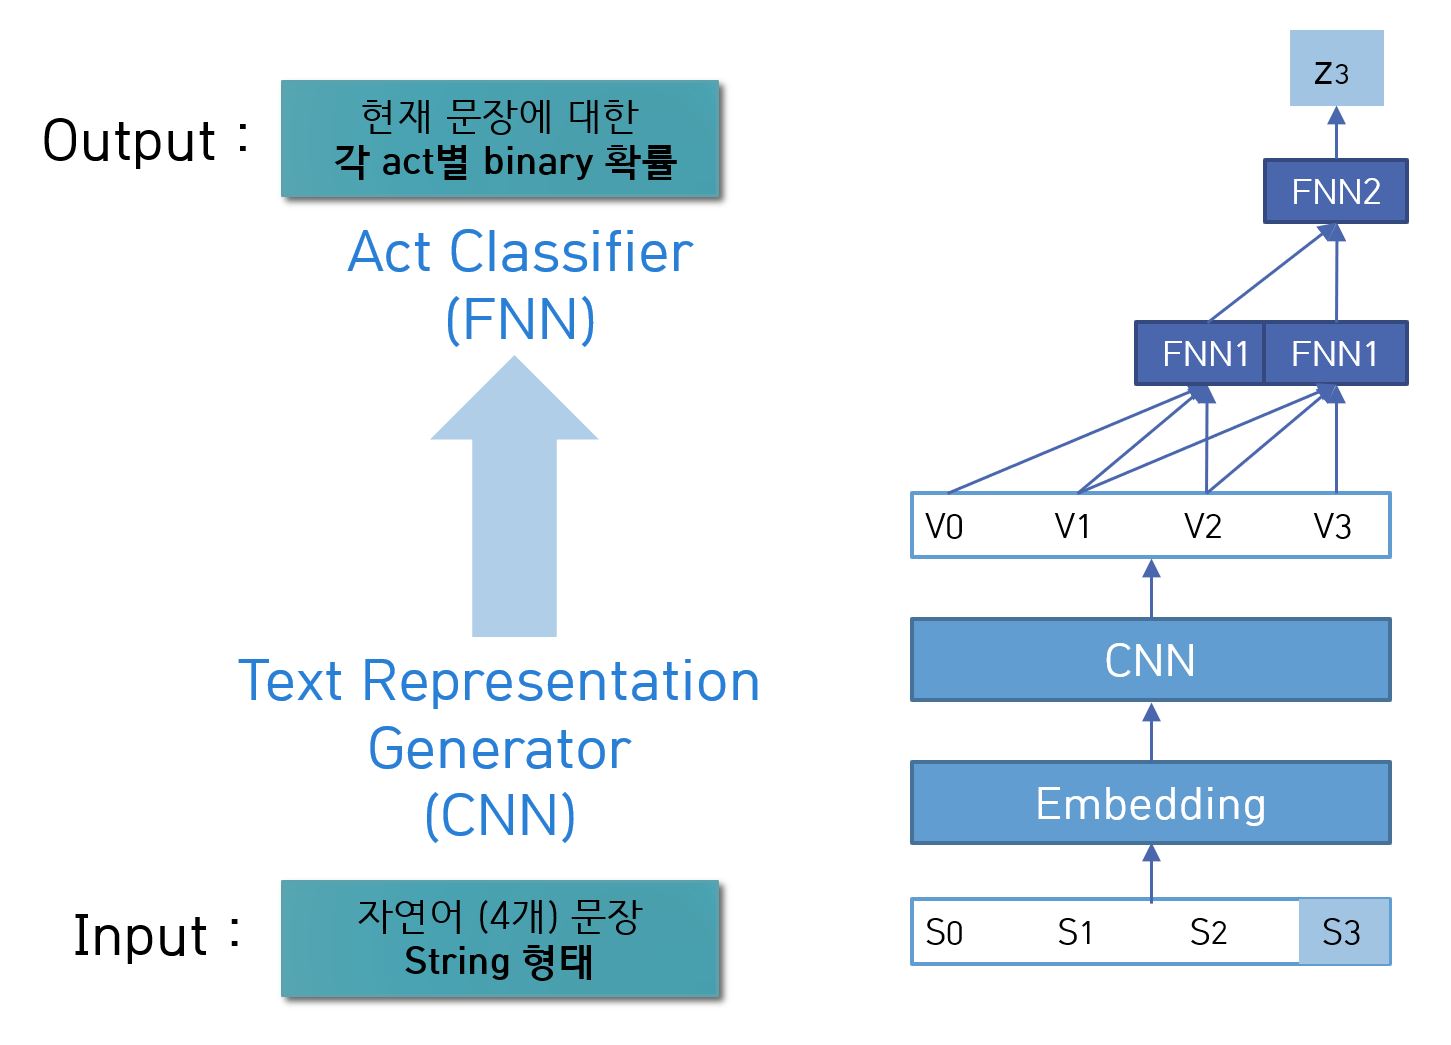 Output :
현재 문장에 대한
각 act별 binary 확률
Act Classifier
(FNN)
Text Representation
Generator
(CNN)
Input :
자연어 (4개) 문장
String 형태
z3
FNN2
FNN1 FNN1
V0 V1 V2 V3
CNN
Embedding
S0 S1 S2 S3